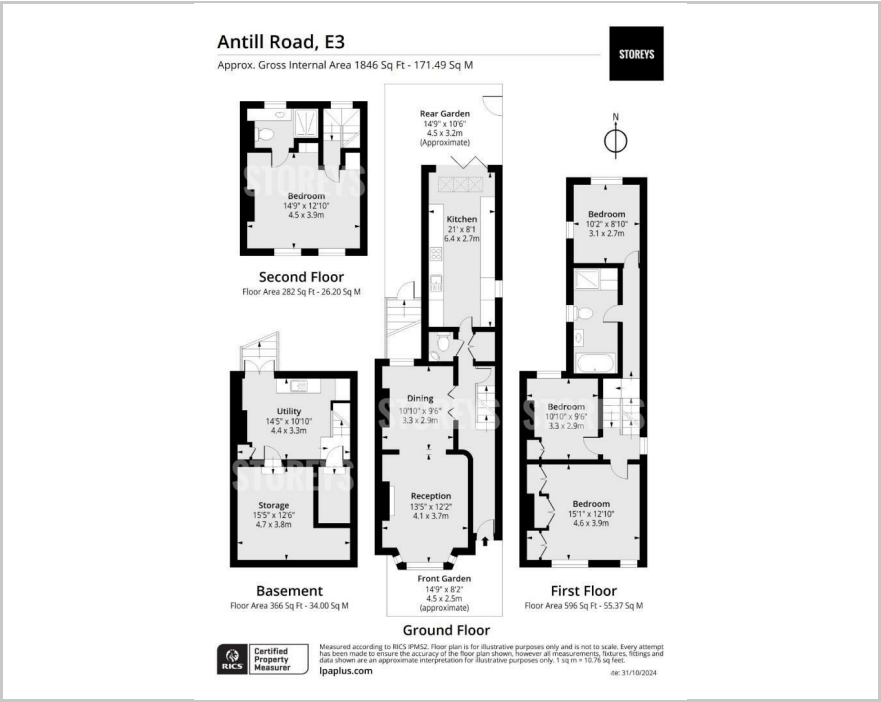 Antill Road, E3
Approx. Gross Internal Area 1846 Sq Ft - 171.49 Sq M
STOREYS
Rear Garden
14'9" x 10'6"
4.5 x 3.2m
(Approximate)
N
STOREYS
Bedroom
14'9" x 12'10"
4.5 x 3.9m
Second Floor
Floor Area 282 Sq Ft - 26.20 Sq M
Kitchen
21' x 8'1
6.4 x 2.7m
Bedroom
10'2" x 8'10"
3.1 x 2.7m
Utility
14'5" x 10'10"
4.4 x 3.3m
STOREYS
Storage
15'5" x 12'6"
4.7 x 3.8m
Basement
Floor Area 366 Sq Ft - 34.00 Sq M
Dining
10'10" x 9'6"
3.3 x 2.9m
STOREYS
Reception
13'5" x 12'2"
4.1 x 3.7m
Front Garden
14'9" x 8'2"
4.5 x 2.5m
(approximate)
Ground Floor
Bedroom
10'10" x 9'6"
3.3 x 2.9m
STOREYS
Bedroom
15'1" x 12'10"
4.6 x 3.9m
First Floor
Floor Area 596 Sq Ft - 55.37 Sq M
RICS
Certified
Property
Measurer
Measured according to RICS IPMS2. Floor plan is for illustrative purposes only and is not to scale. Every attempt
has been made to ensure the accuracy of the floor plan shown, however all measurements, fixtures, fittings and
data shown are an approximate interpretation for illustrative purposes only. 1 sq m = 10.76 sq feet.
lpaplus.com
te: 31/10/2024